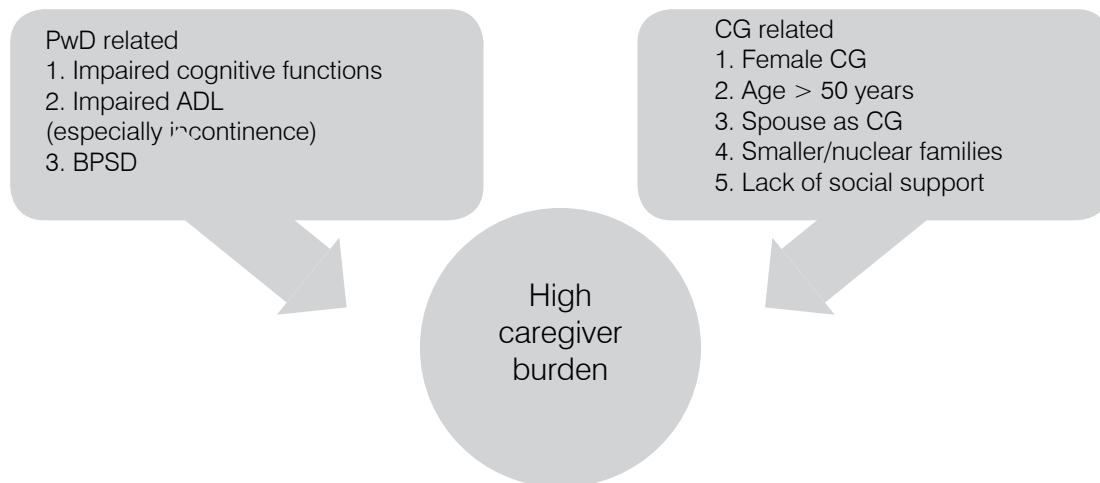 PwD related
1. Impaired cognitive functions
2. Impaired ADL
(especially incontinence)
3. BPSD
CG related
1. Female CG
2. Age > 50 years
3. Spouse as CG
4. Smaller/nuclear families
5. Lack of social support
High
caregiver
burden